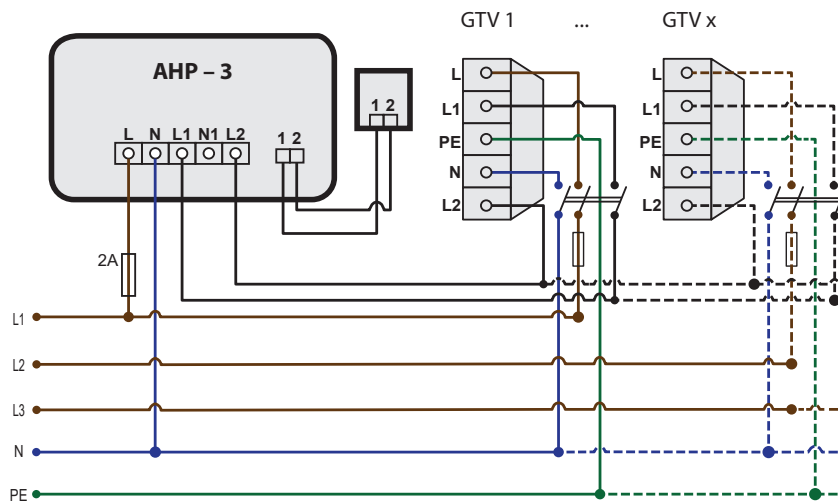 GTV 1 ... GTV x
AHP – 3
L N L1 N1 L2
1 2
1 2
L
L1
PE
N
L2
L
L1
PE
N
L2
2A
L1
L2
L3
N
PE